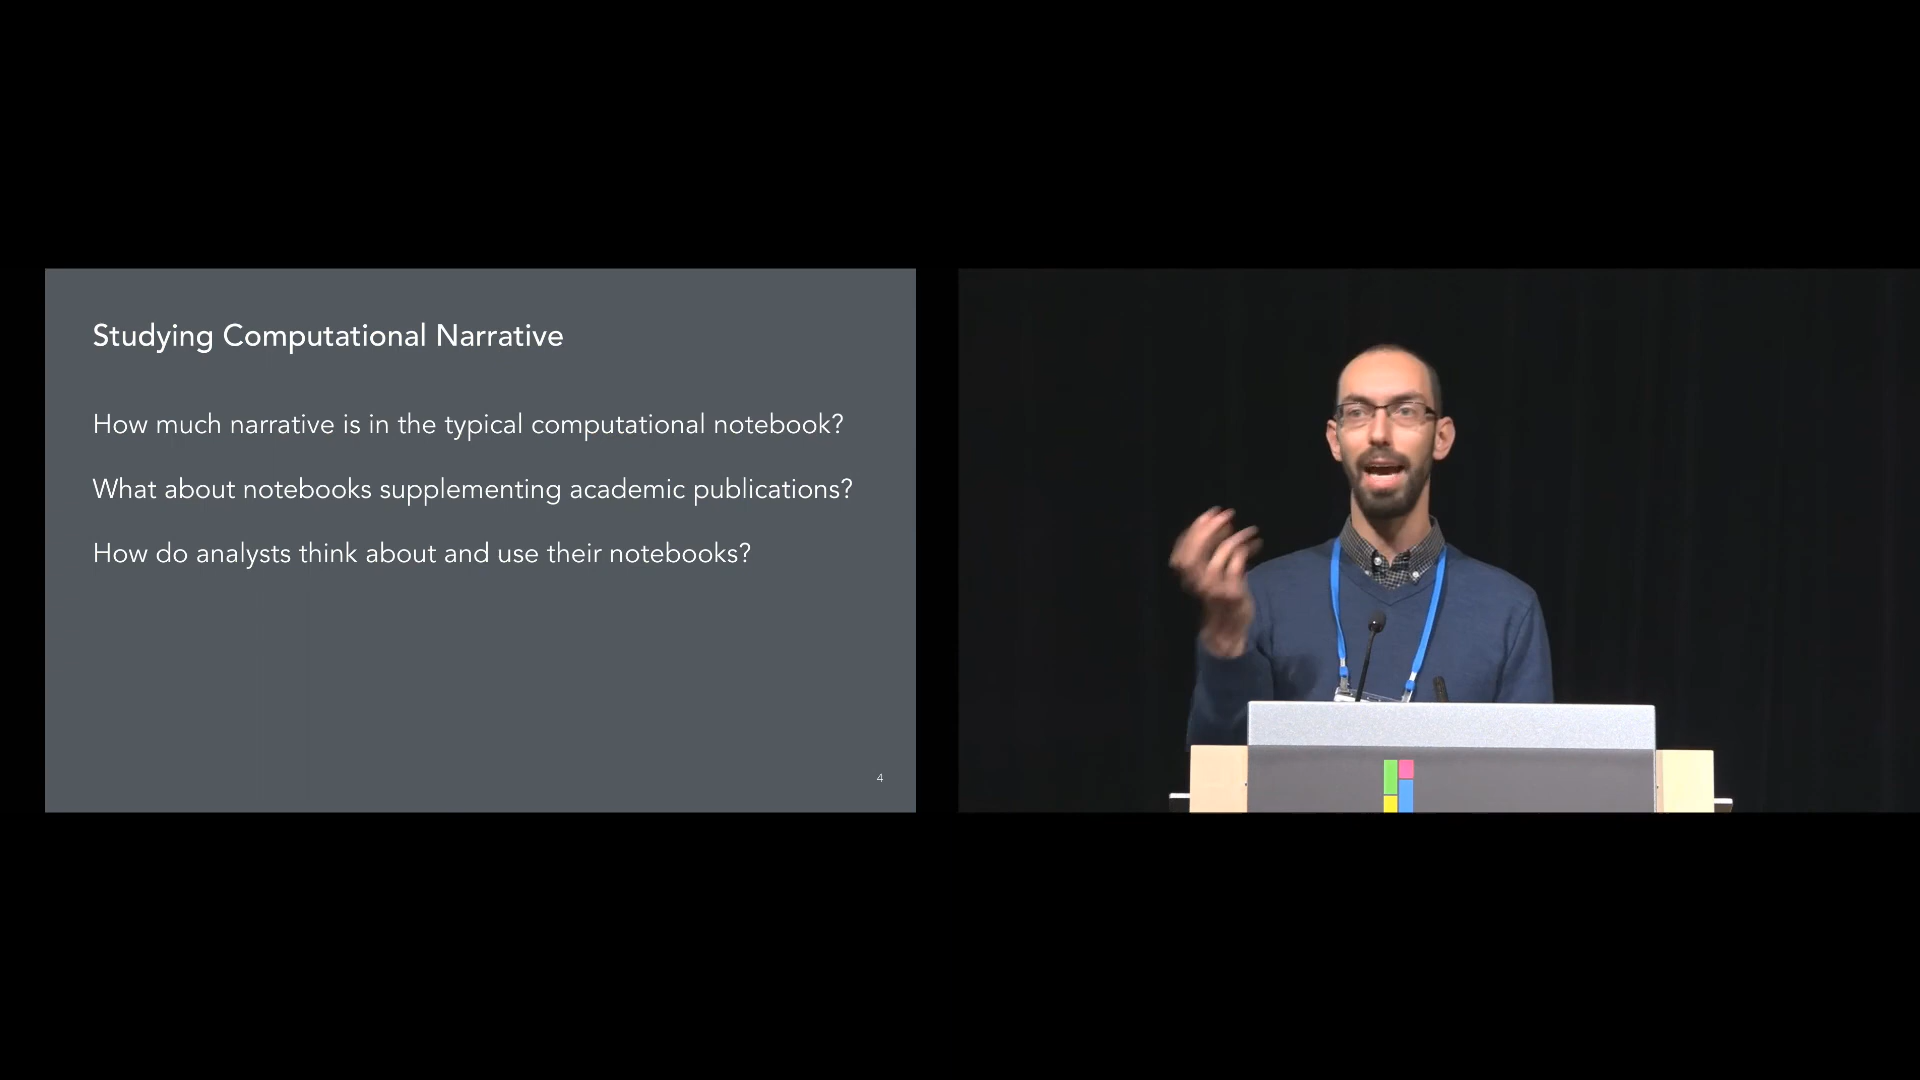 Studying Computational Narrative
How much narrative is in the typical computational notebook?
What about notebooks supplementing academic publications?
How do analysts think about and use their notebooks?
4